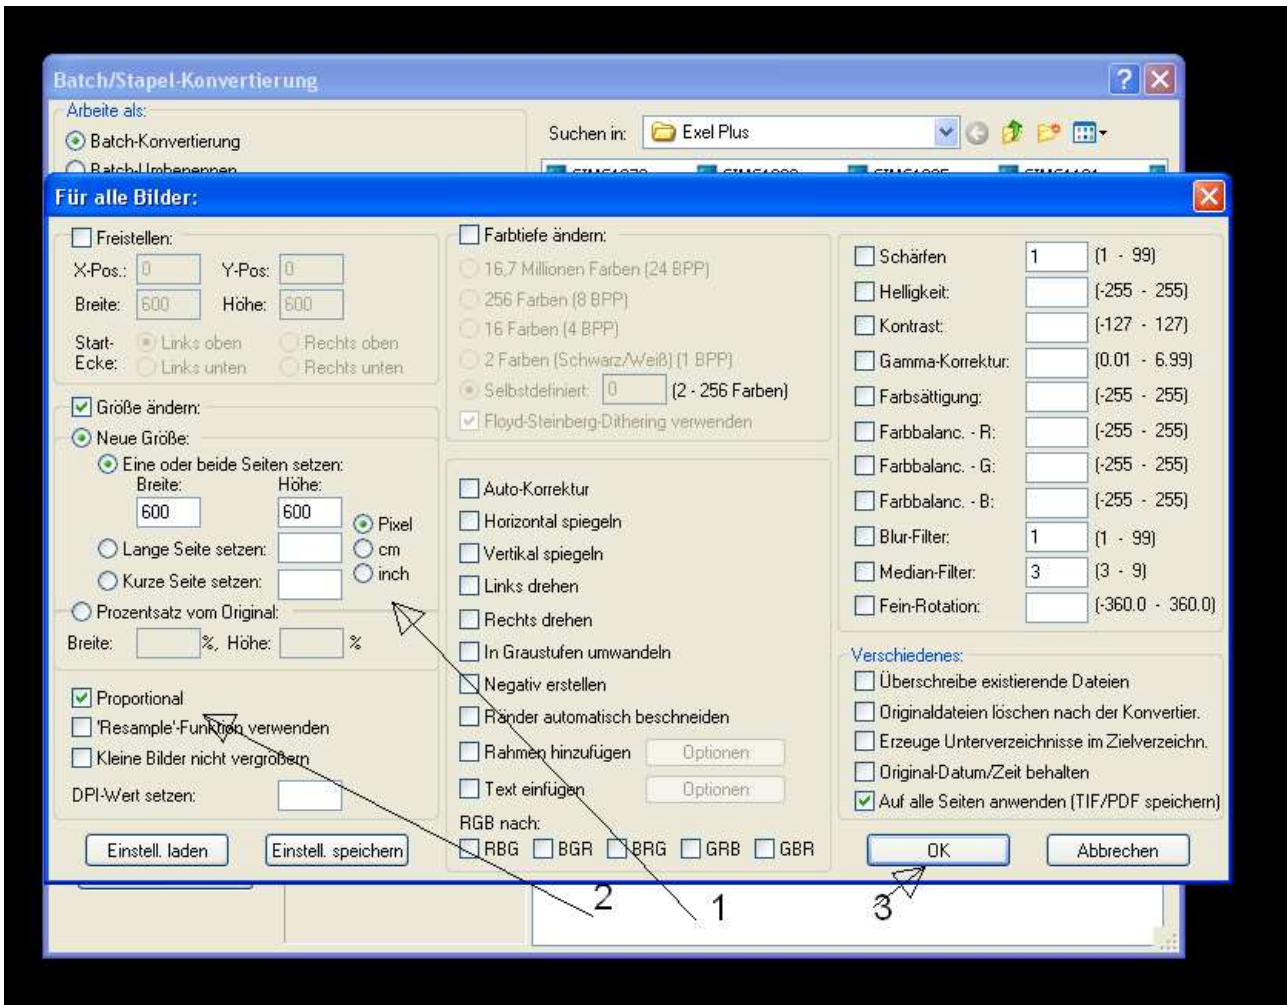 Batch/Stapel-Konvertierung
Arbeite als:
Batch-Konvertierung
Batch-Umbenennen
Suchen in: Exel Plus
Für alle Bilder:
Freistellen:
X-Pos.: 0 Y-Pos: 0
Breite: 600 Höhe: 600
Start-Ecke: Links oben Rechts oben
Links unten Rechts unten
Größe ändern:
Neue Größe:
Eine oder beide Seiten setzen:
Breite: Höhe:
600 600
Pixel
Lange Seite setzen: cm
Kurze Seite setzen: inch
Prozentsatz vom Original:
Breite: %, Höhe: %
Proportional
'Resample'-Funktion verwenden
Kleine Bilder nicht vergrößern
DPI-Wert setzen:
Einstell. laden Einstell. speichern
Farbtiefe ändern:
16,7 Millionen Farben (24 BPP)
256 Farben (8 BPP)
16 Farben (4 BPP)
2 Farben (Schwarz/Weiß) (1 BPP)
Selbstdefiniert: 0 (2 - 256 Farben)
Floyd-Steinberg-Dithering verwenden
Auto-Korrektur
Horizontal spiegeln
Vertikal spiegeln
Links drehen
Rechts drehen
In Graustufen umwandeln
Negativ erstellen
Ränder automatisch beschneiden
Rahmen hinzufügen Optionen
Text einfügen Optionen
RGB nach:
RBG BGR BRG GRB GBR
Schärfen 1 (1 - 99)
Helligkeit: (-255 - 255)
Kontrast: (-127 - 127)
Gamma-Korrektur: (0.01 - 6.99)
Farbsättigung: (-255 - 255)
Farbbalanc. - R: (-255 - 255)
Farbbalanc. - G: (-255 - 255)
Farbbalanc. - B: (-255 - 255)
Blur-Filter: 1 (1 - 99)
Median-Filter: 3 (3 - 9)
Fein-Rotation: (-360.0 - 360.0)
Verschiedenes:
Überschreibe existierende Dateien
Originaldateien löschen nach der Konvertier.
Erzeuge Unterverzeichnisse im Zielverzeichn.
Original-Datum/Zeit behalten
Auf alle Seiten anwenden (TIF/PDF speichern)
OK Abbrechen
2 1 3